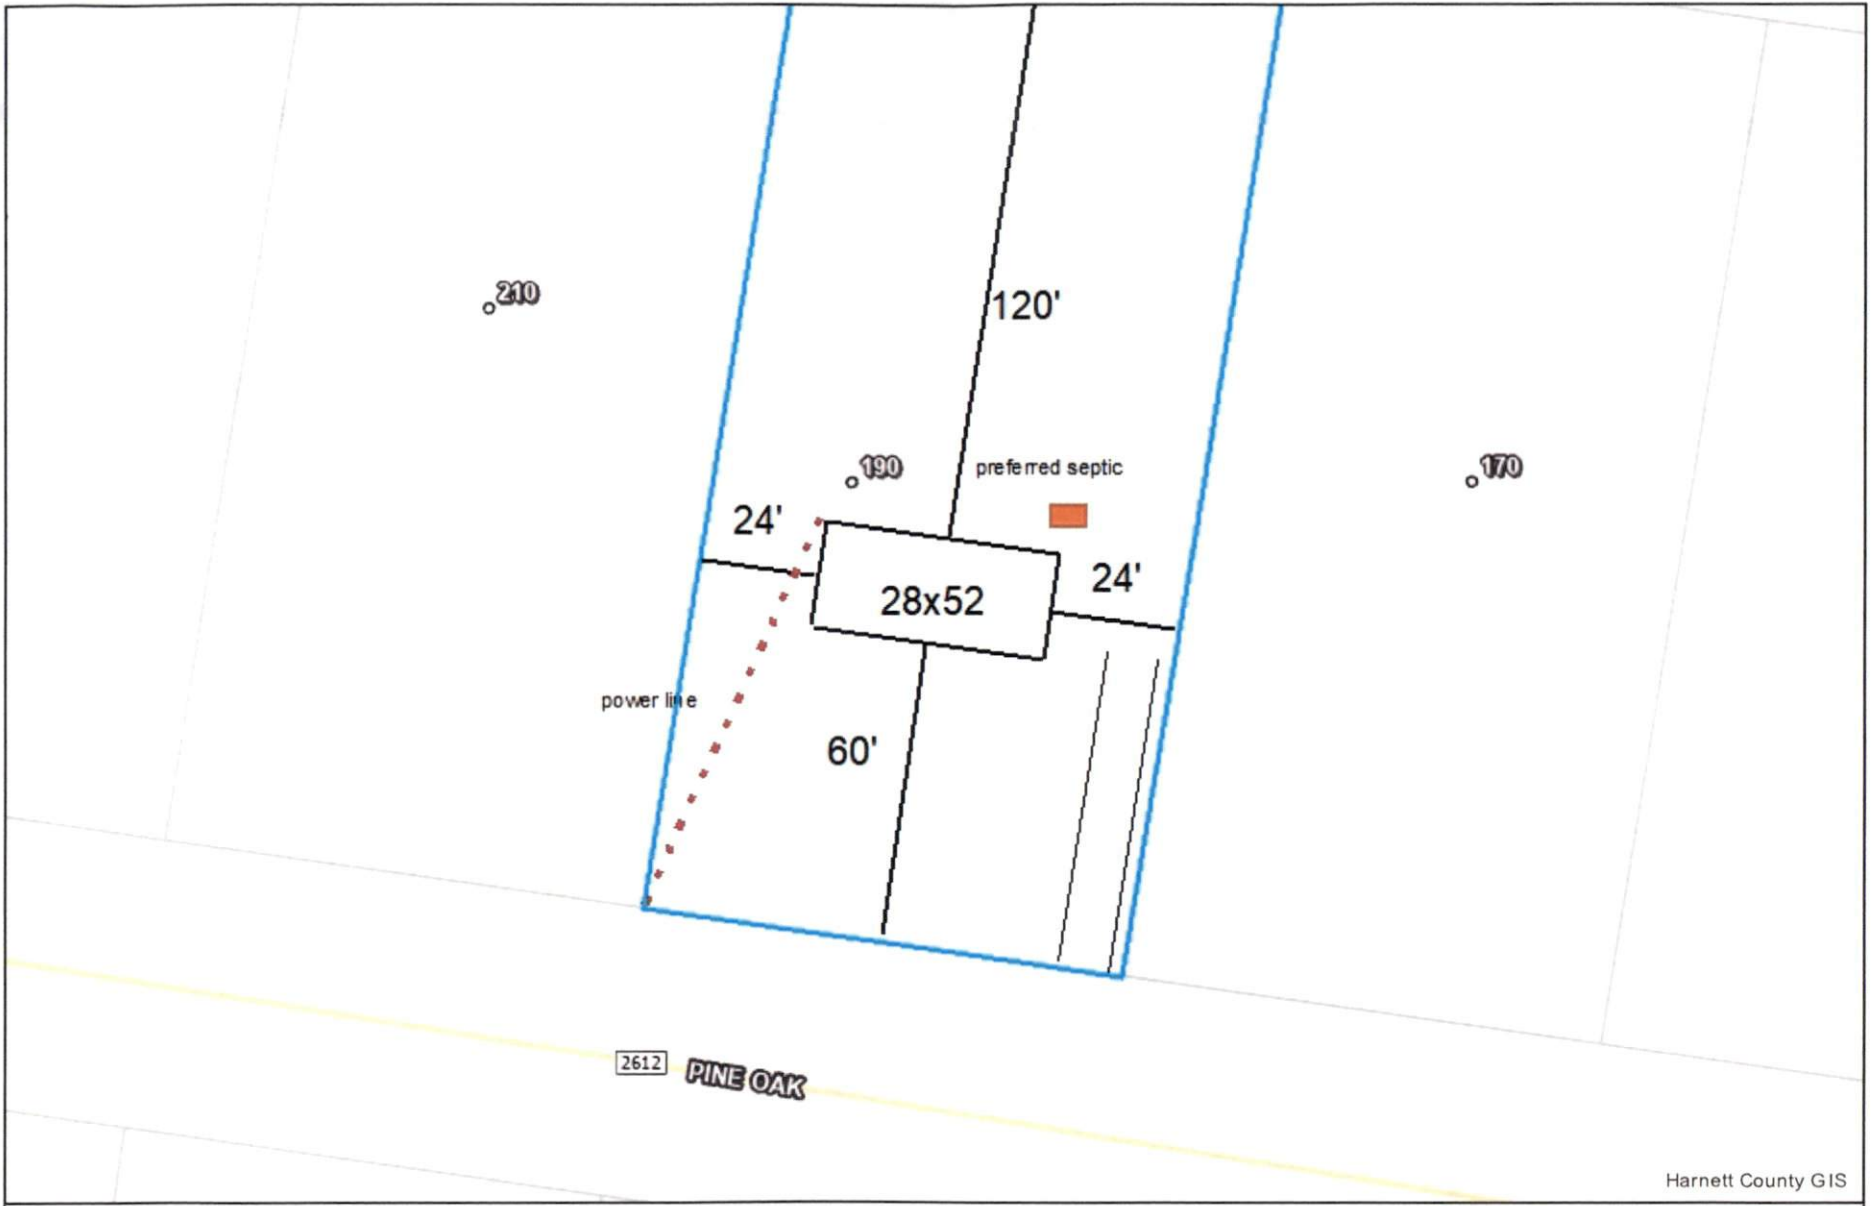 210
120'
190
preferred septic
170
24'
24'
28x52
power line
60'
2612
PINE OAK
Harnett County GIS